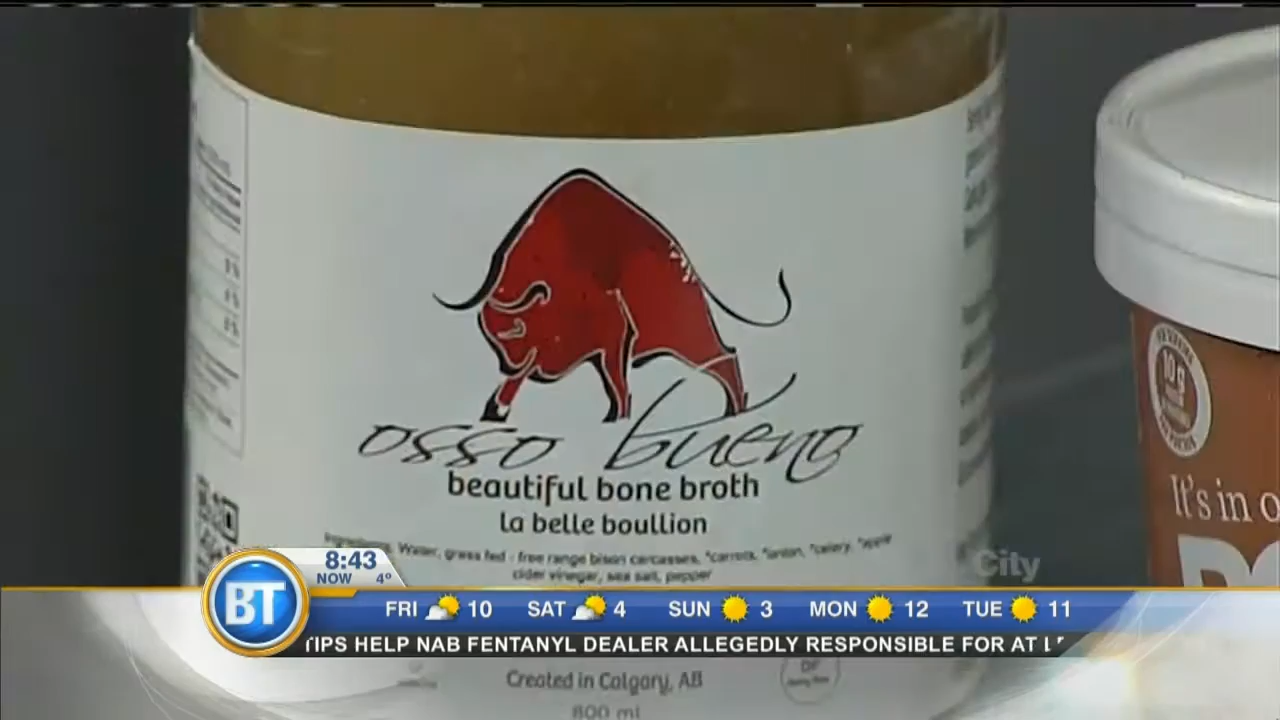 osso bueno
beautiful bone broth
la belle boullion
Ingredients: Water, grass fed - free range bison carcasses, *carrots, *onion, *celery, *apple
cider vinegar, sea salt, pepper
10 g
It's in o
City
8:43
NOW 4°
BT
FRI 10 SAT 4 SUN 3 MON 12 TUE 11
TIPS HELP NAB FENTANYL DEALER ALLEGEDLY RESPONSIBLE FOR AT L
DF
Created in Calgary, AB
800 ml